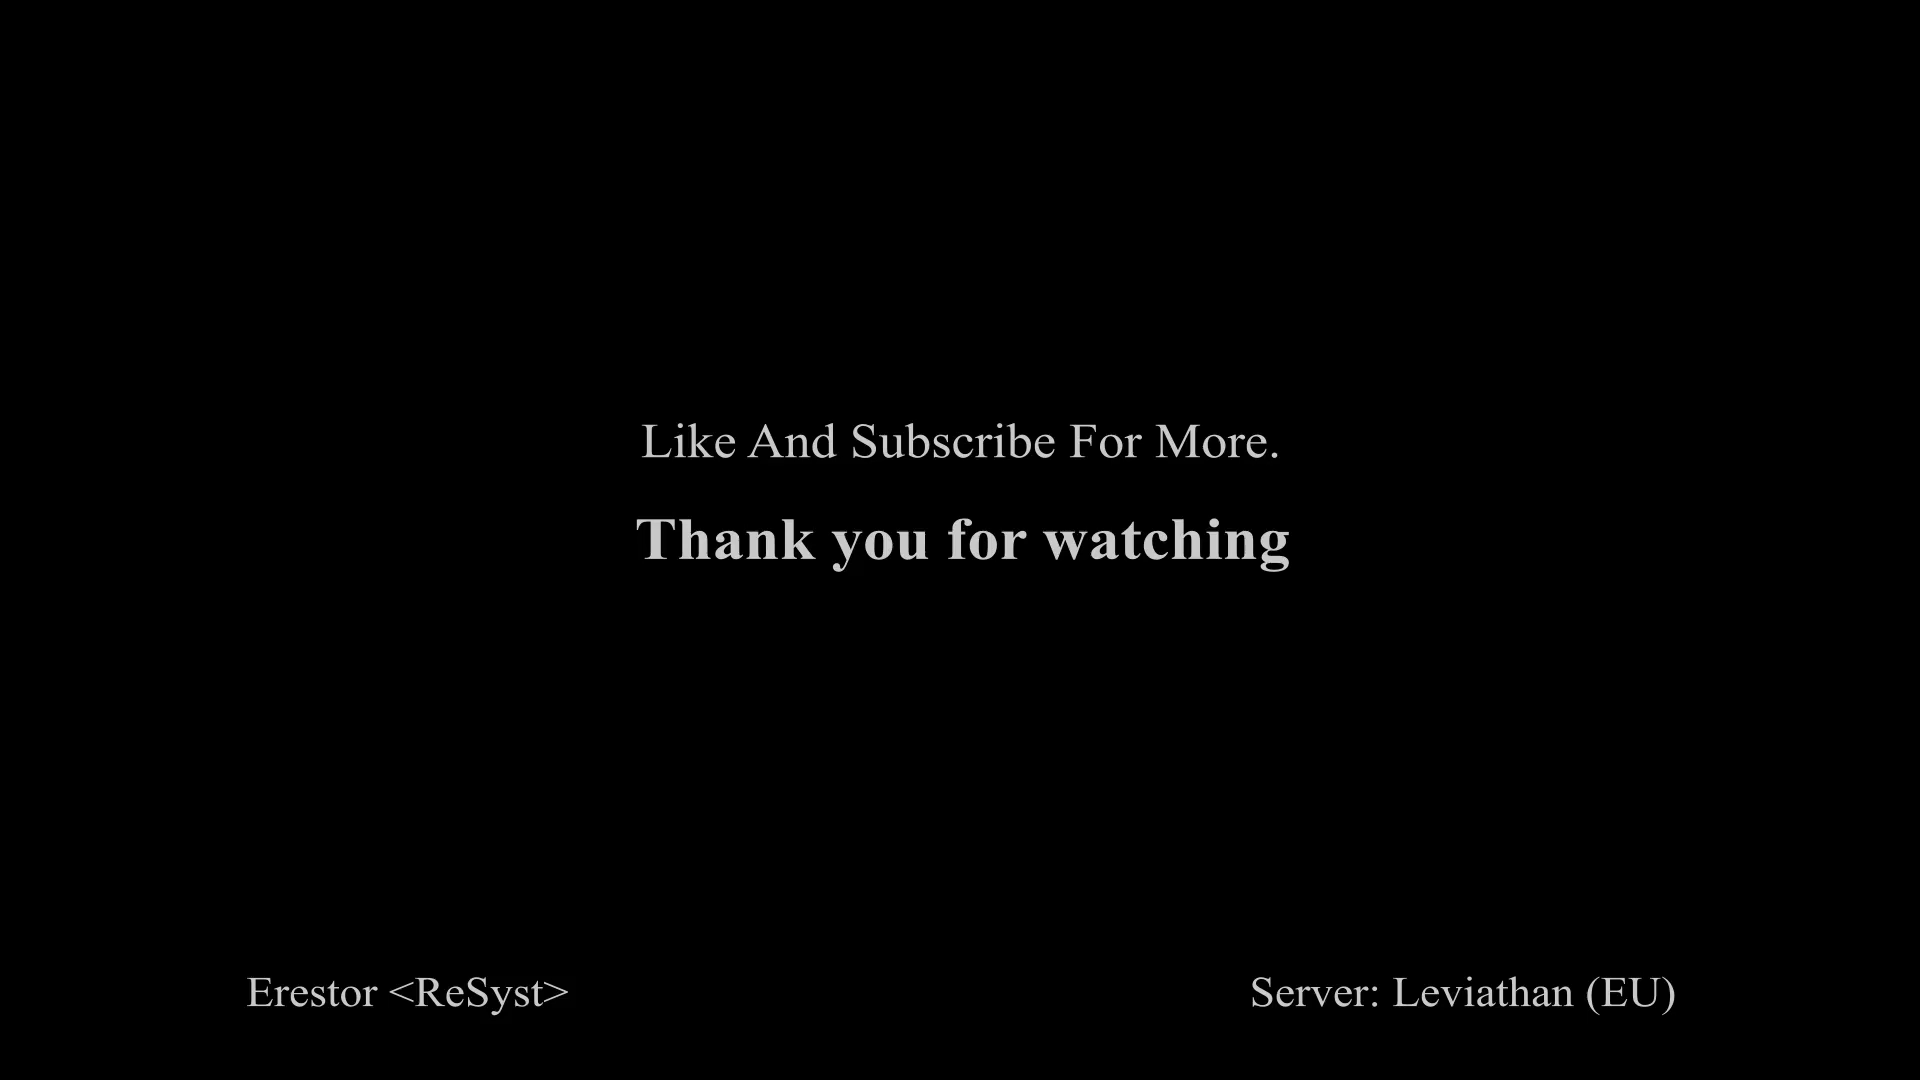 Like And Subscribe For More.
Thank you for watching
Erestor <ReSyst>
Server: Leviathan (EU)